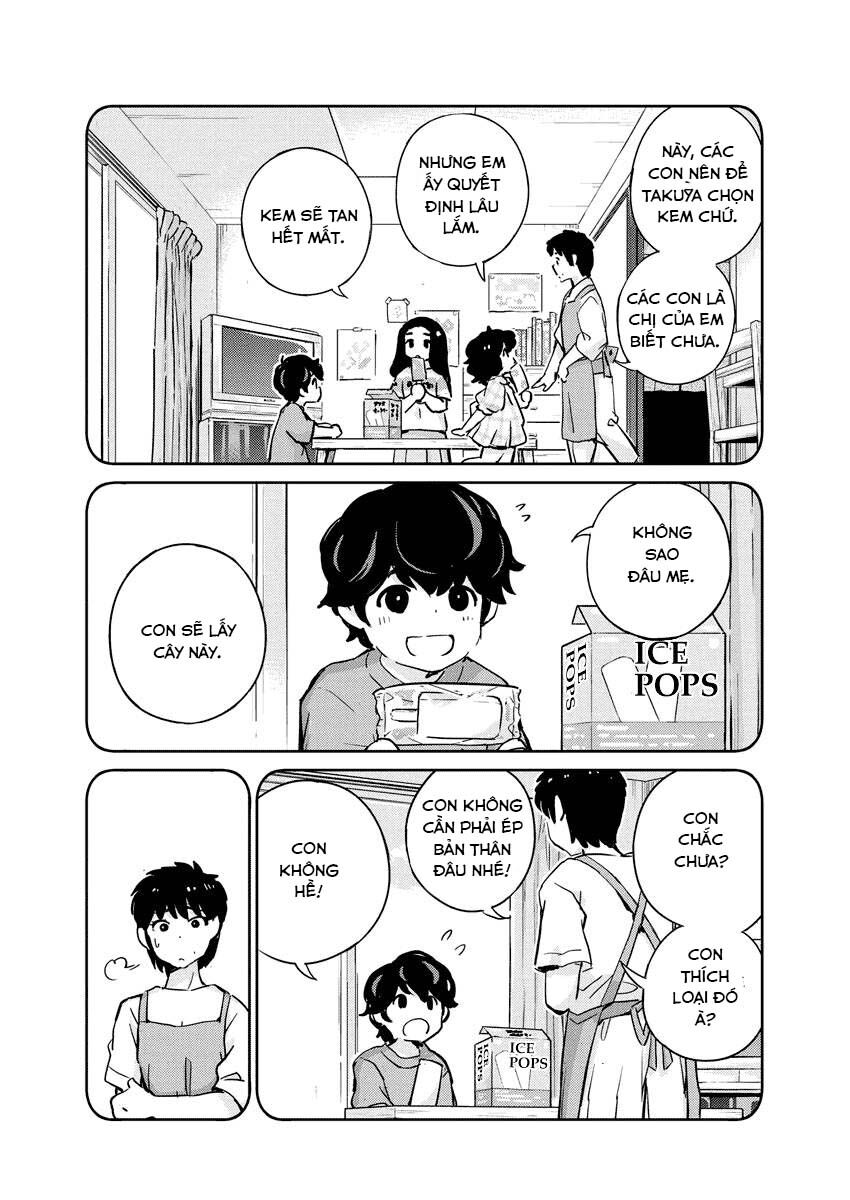 NÀY, CÁC
CON NÊN ĐỂ
TAKUYA CHỌN
KEM CHỨ.
CÁC CON LÀ
CHỊ CỦA EM
BIẾT CHƯA.
NHƯNG EM
ẤY QUYẾT
ĐỊNH LÂU
LẮM.
KEM SẼ TAN
HẾT MẤT.
KHÔNG
SAO
ĐÂU MẸ.
ICE
POPS
ICE
POPS
CON SẼ LẤY
CÂY NÀY.
CON
CHẮC
CHƯA?
CON
THÍCH
LOẠI ĐÓ
À?
CON KHÔNG
CẦN PHẢI ÉP
BẢN THÂN
ĐÂU NHÉ!
CON
KHÔNG
HỀ!
ICE
POPS
ICE
POPS